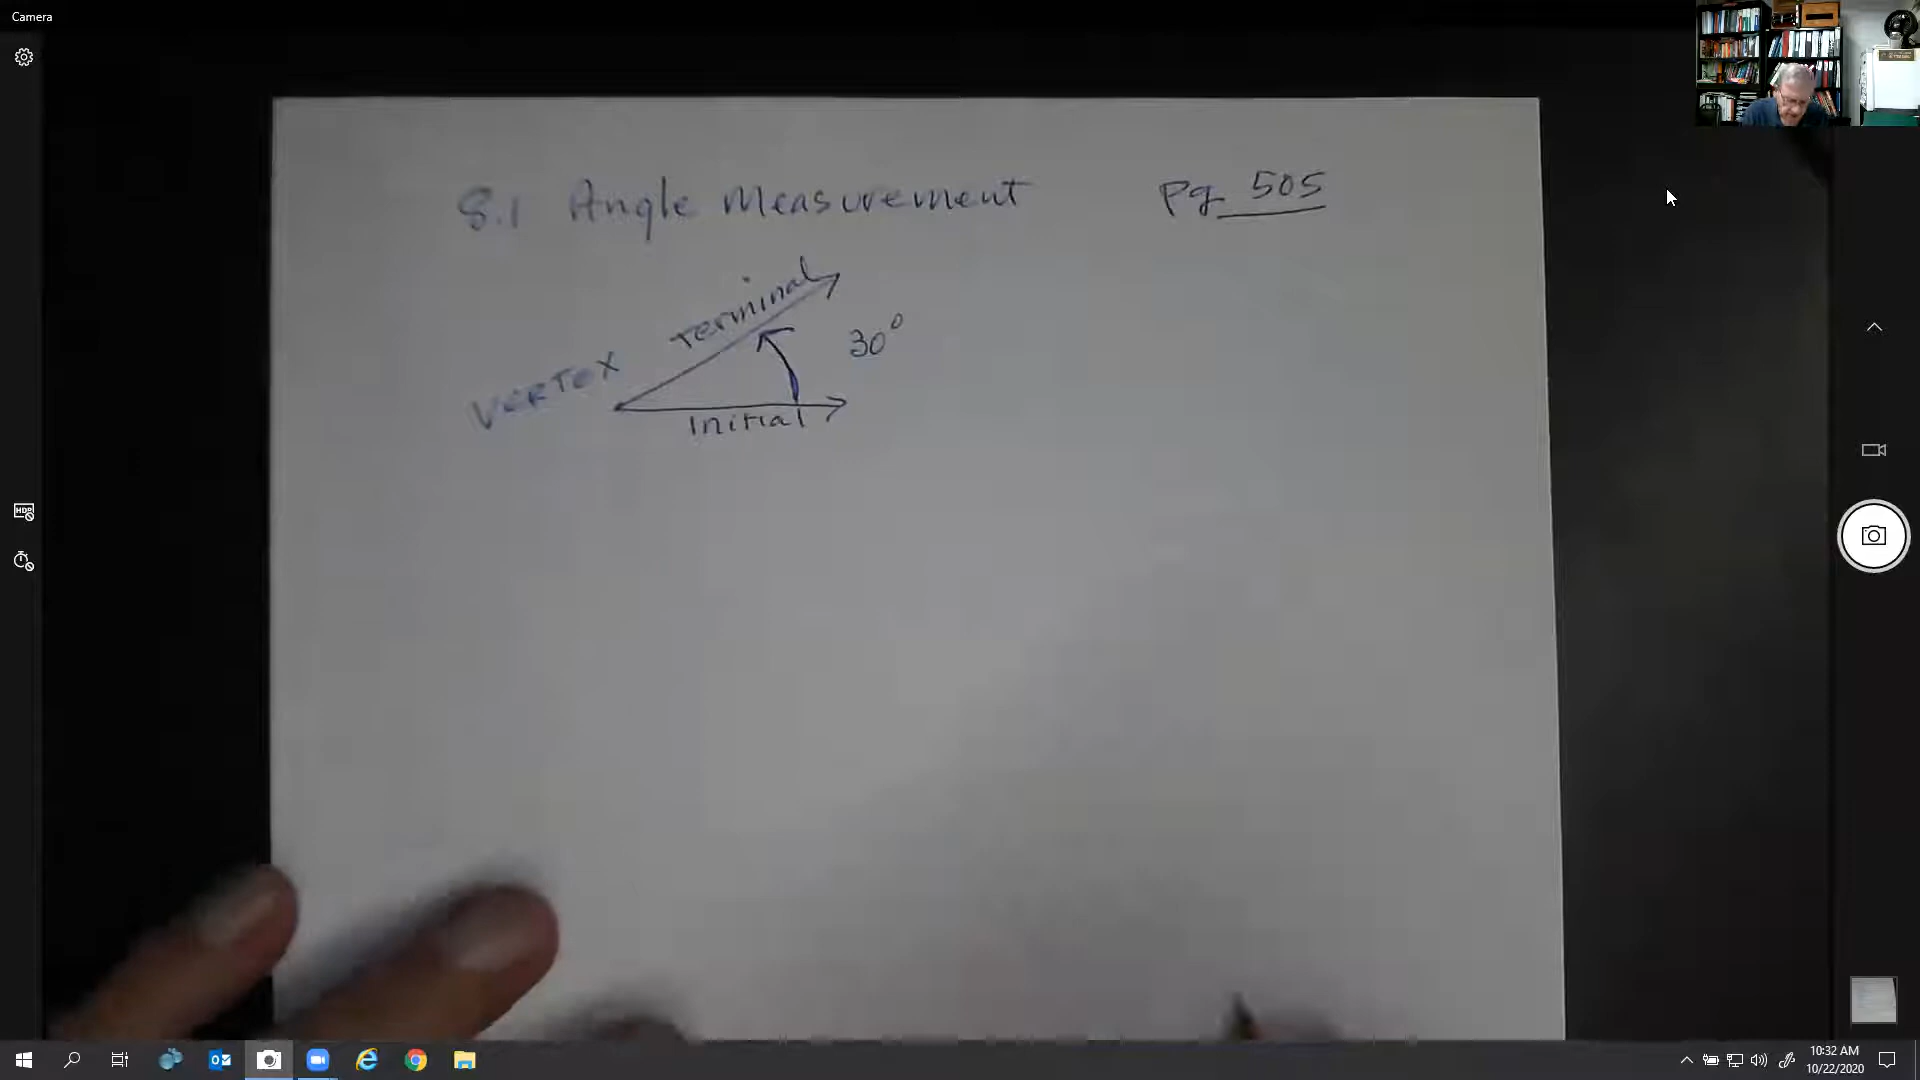 Camera
8.1 Angle Measurement pg 505
Terminal
30°
VERTEX
Initial
10:32 AM
10/22/2020